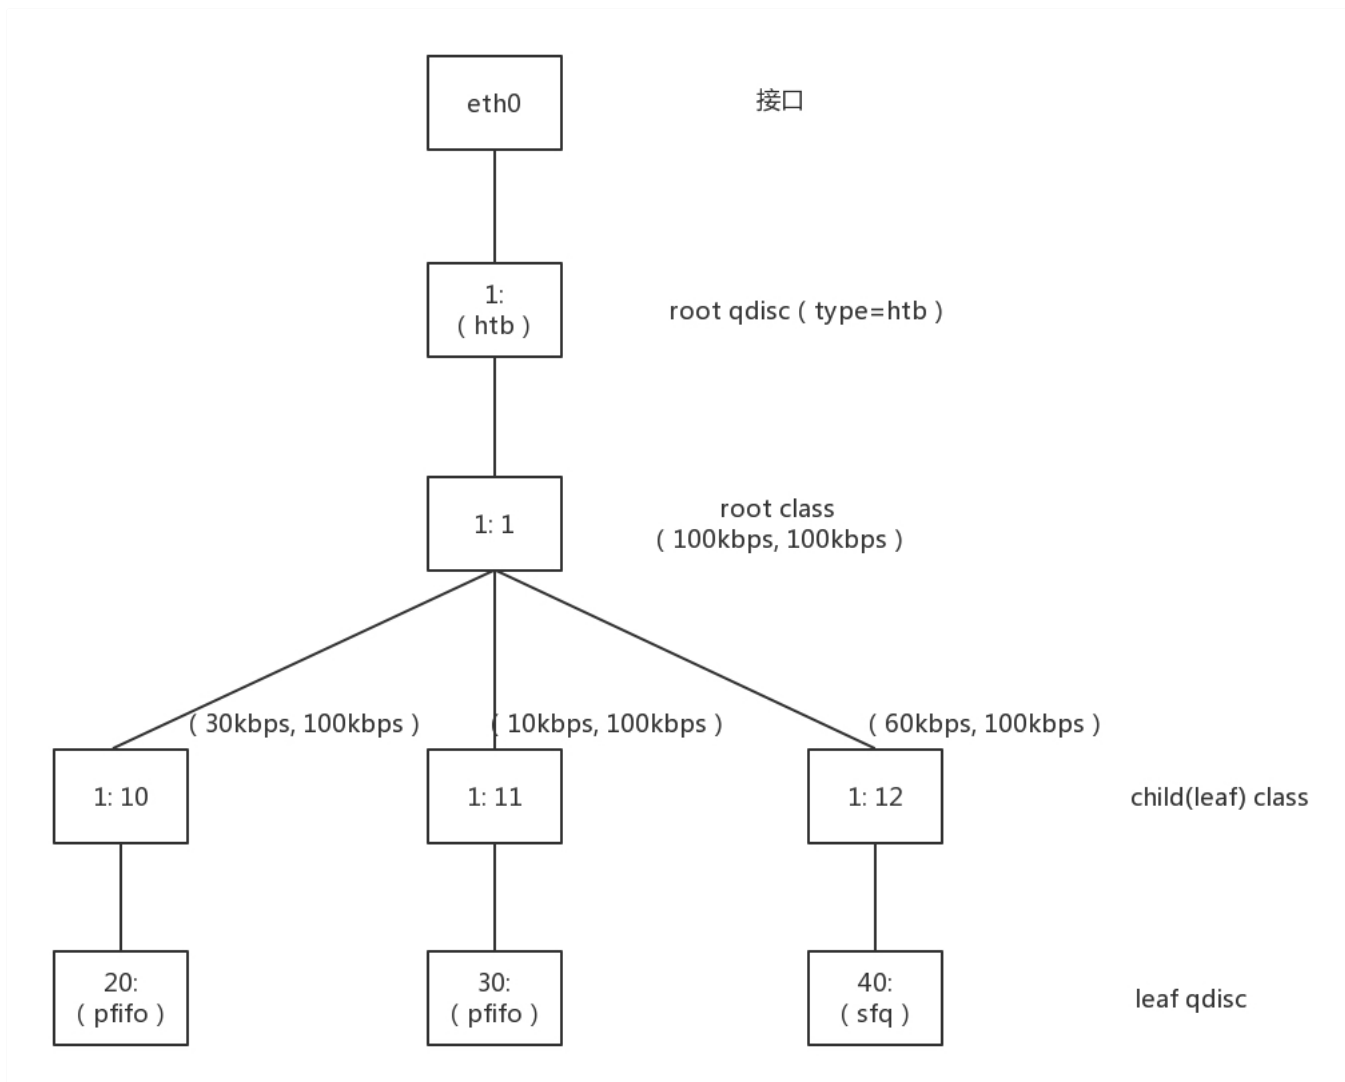 eth0
接口
1:
( htb )
root qdisc ( type=htb )
1: 1
root class
( 100kbps, 100kbps )
( 30kbps, 100kbps )
( 10kbps, 100kbps )
( 60kbps, 100kbps )
1: 10
1: 11
1: 12
child(leaf) class
20:
( pfifo )
30:
( pfifo )
40:
( sfq )
leaf qdisc